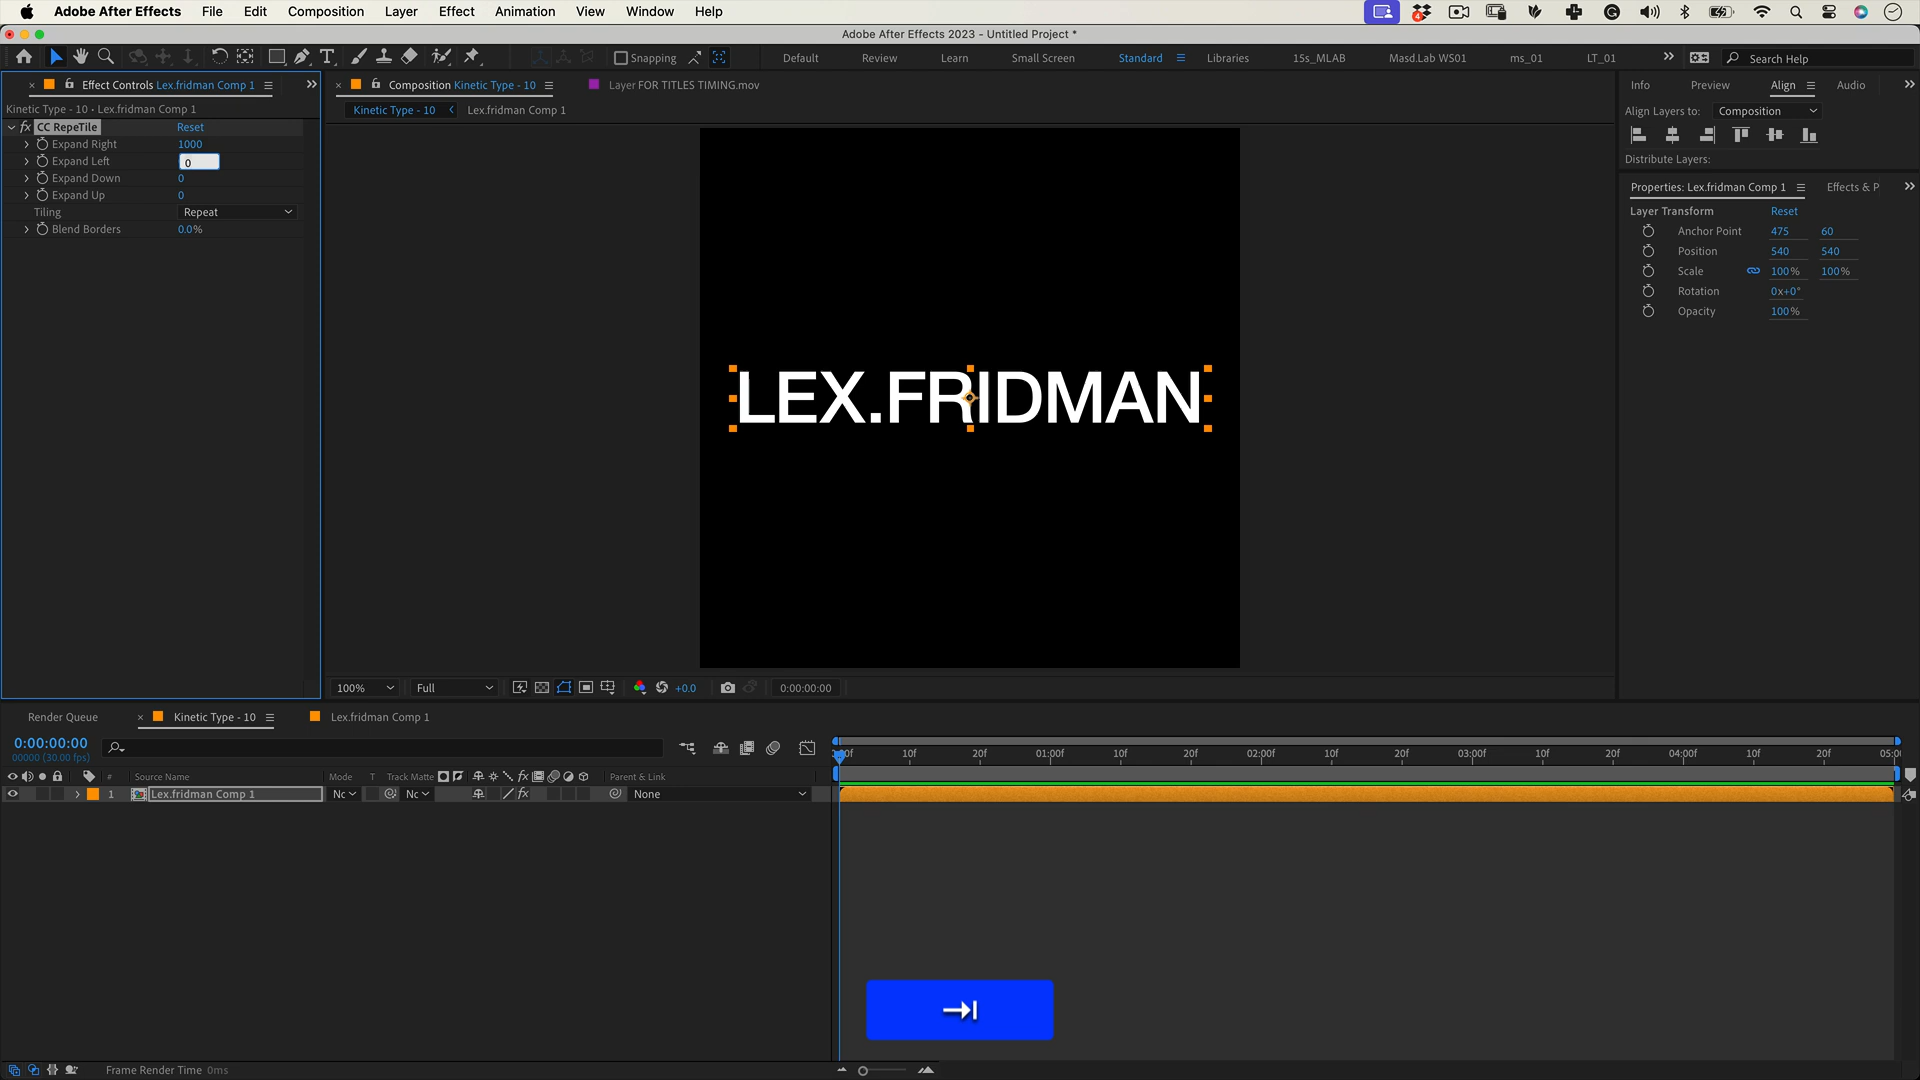 Adobe After Effects File Edit Composition Layer Effect Animation View Window Help
Adobe After Effects 2023 - Untitled Project *
Snapping Default Review Learn Small Screen Standard Libraries 15s_MLAB Masd.Lab WS01 ms_01 LT_01 Search Help
Effect Controls Lex.fridman Comp 1
Composition Kinetic Type - 10
Layer FOR TITLES TIMING.mov
Info Preview Align Audio
Kinetic Type - 10 • Lex.fridman Comp 1
Kinetic Type - 10 Lex.fridman Comp 1
Align Layers to: Composition
fx CC RepeTile Reset
Expand Right 1000
Expand Left 0
Expand Down 0
Expand Up 0
Tiling Repeat
Blend Borders 0.0%
Distribute Layers:
Properties: Lex.fridman Comp 1 Effects & P
Layer Transform Reset
Anchor Point 475 60
Position 540 540
Scale 100% 100%
Rotation 0x+0°
Opacity 100%
LEX.FRIDMAN
100% Full +0.0 0:00:00:00
Render Queue Kinetic Type - 10 Lex.fridman Comp 1
0:00:00:00
00000 (30.00 fps)
:00f 10f 20f 01:00f 10f 20f 02:00f 10f 20f 03:00f 10f 20f 04:00f 10f 20f 05:00
# Source Name Mode T Track Matte fx Parent & Link
1 Lex.fridman Comp 1 Nc Nc fx None
Frame Render Time 0ms